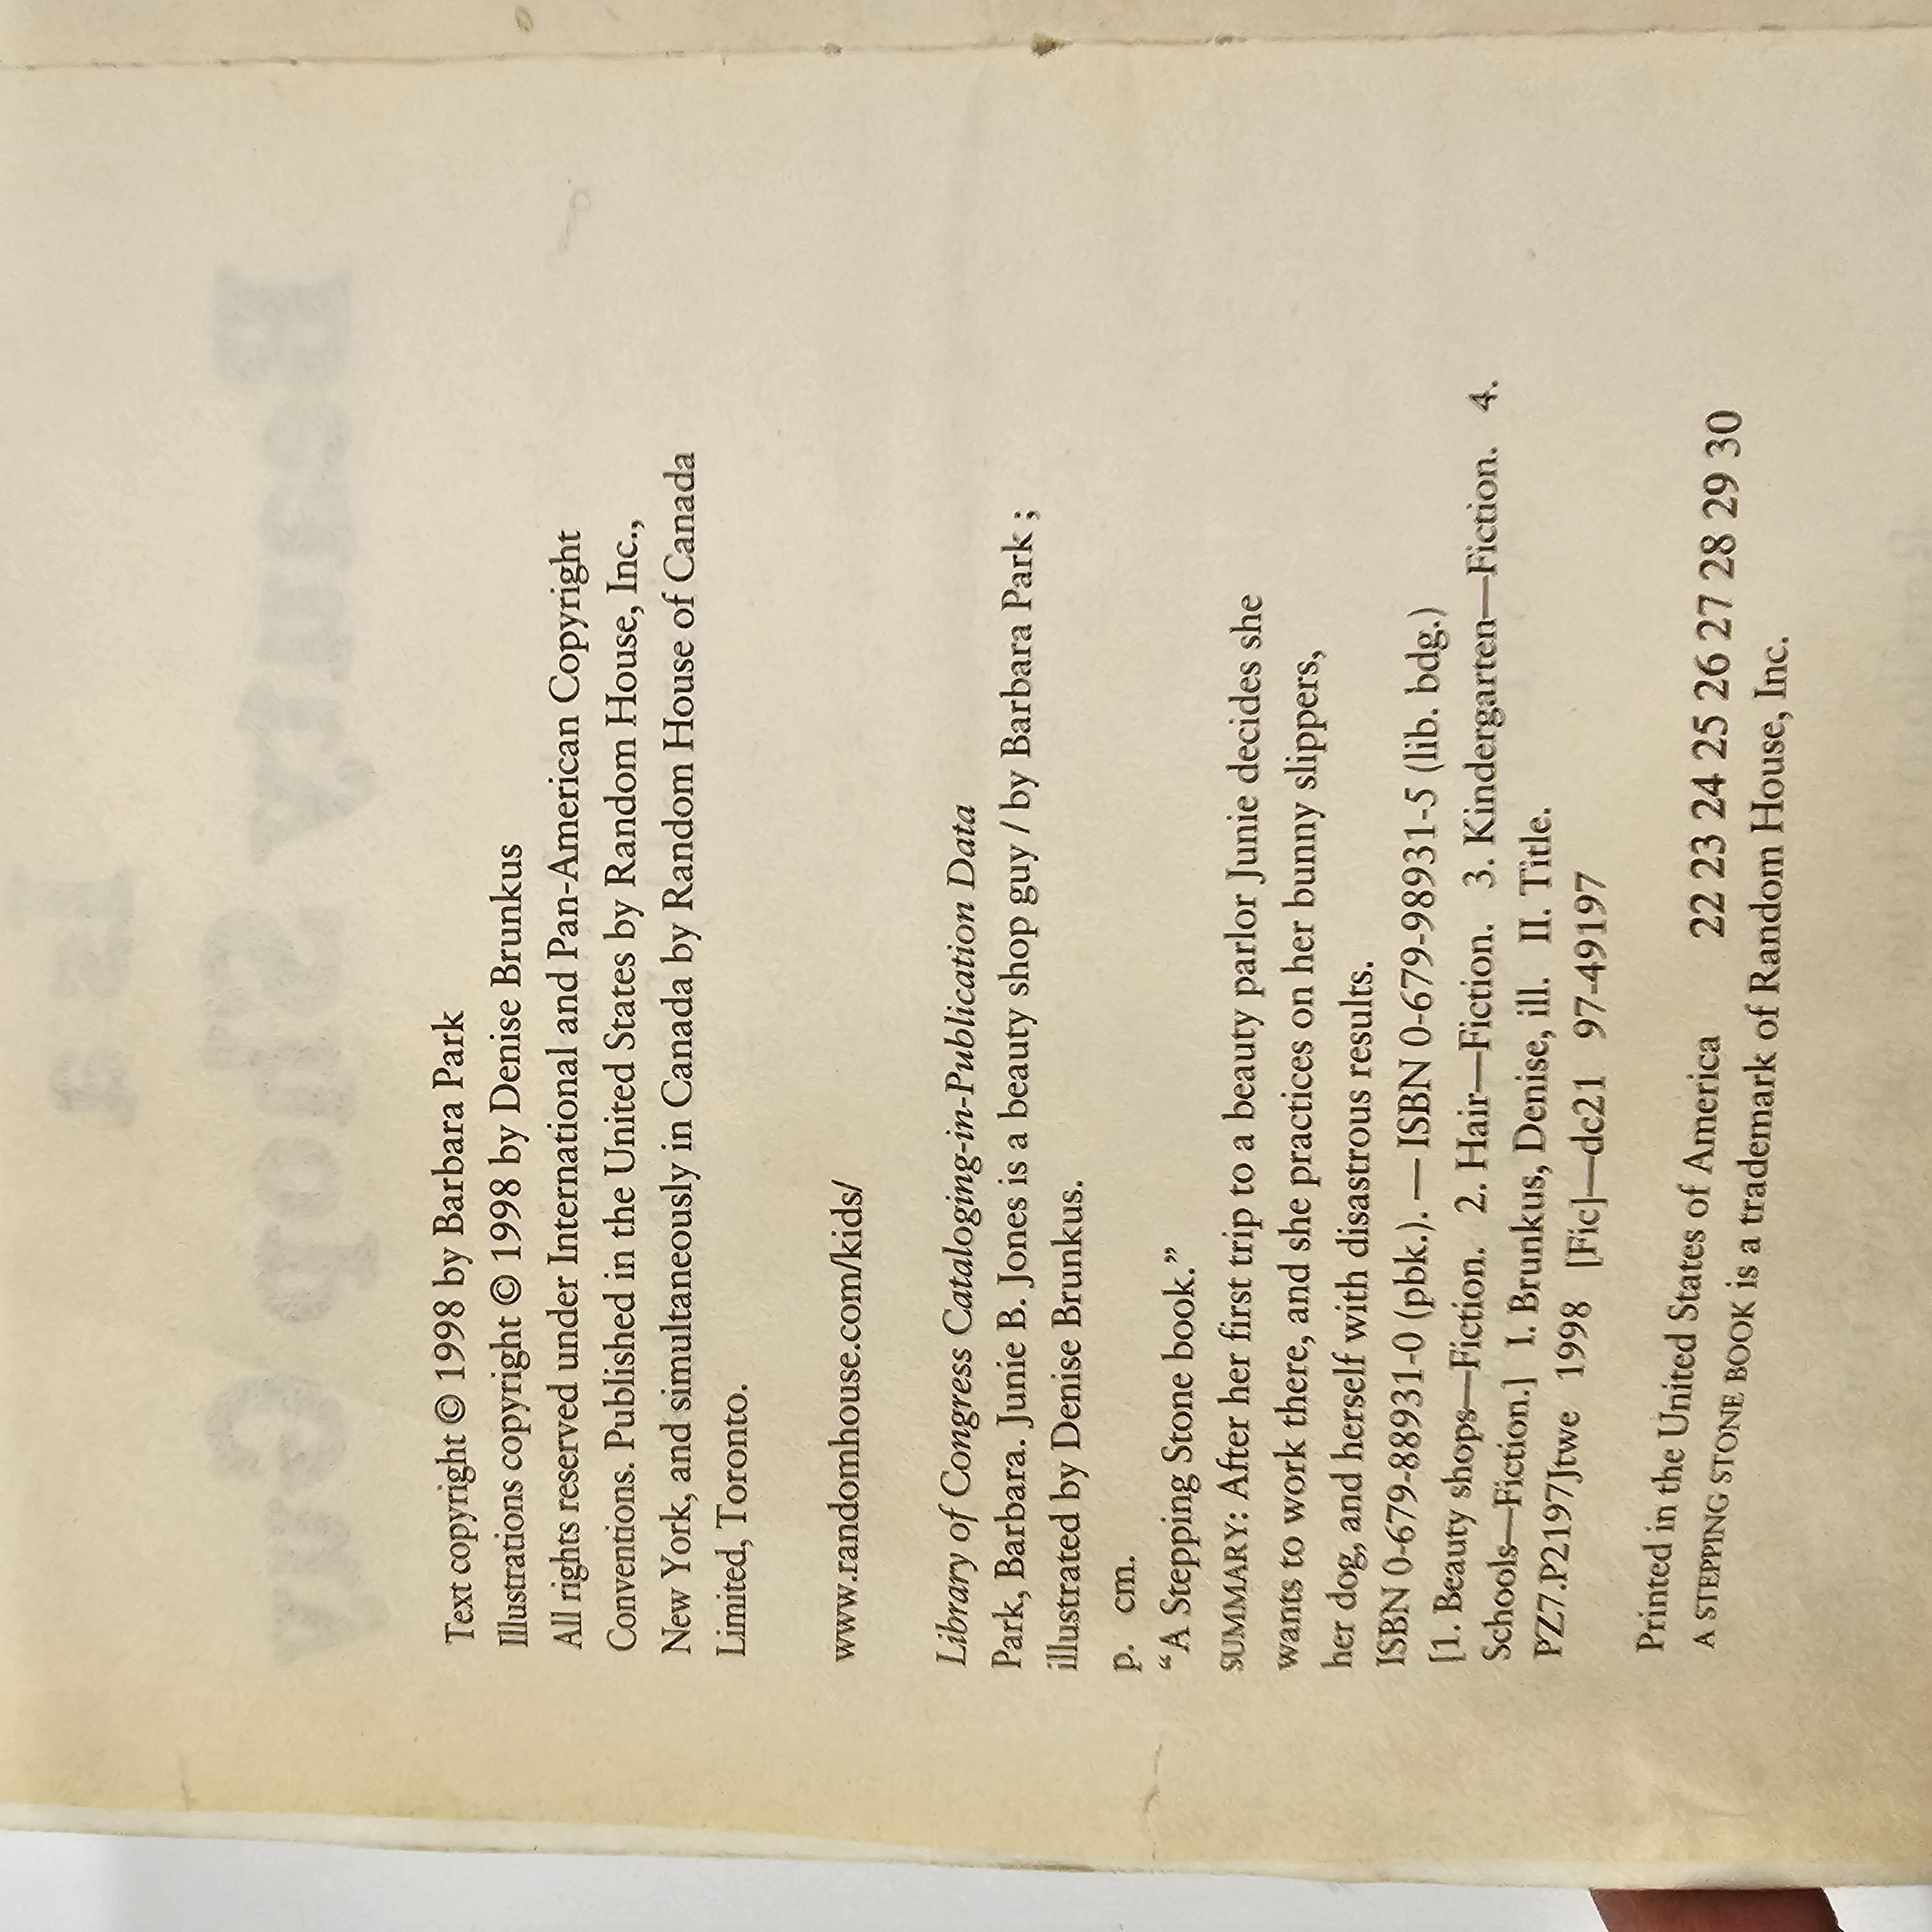 Is a
Beauty Shop Guy
Text copyright © 1998 by Barbara Park
Illustrations copyright © 1998 by Denise Brunkus
All rights reserved under International and Pan-American Copyright
Conventions. Published in the United States by Random House, Inc.,
New York, and simultaneously in Canada by Random House of Canada
Limited, Toronto.
www.randomhouse.com/kids/
Library of Congress Cataloging-in-Publication Data
Park, Barbara. Junie B. Jones is a beauty shop guy / by Barbara Park ;
illustrated by Denise Brunkus.
p. cm.
“A Stepping Stone book.”
SUMMARY: After her first trip to a beauty parlor Junie decides she
wants to work there, and she practices on her bunny slippers,
her dog, and herself with disastrous results.
ISBN 0-679-88931-0 (pbk.). — ISBN 0-679-98931-5 (lib. bdg.)
[1. Beauty shops—Fiction. 2. Hair—Fiction. 3. Kindergarten—Fiction. 4.
Schools—Fiction.] I. Brunkus, Denise, ill. II. Title.
PZ7.P2197Jtwe 1998 [Fic]—dc21 97-49197
Printed in the United States of America 22 23 24 25 26 27 28 29 30
A STEPPING STONE BOOK is a trademark of Random House, Inc.